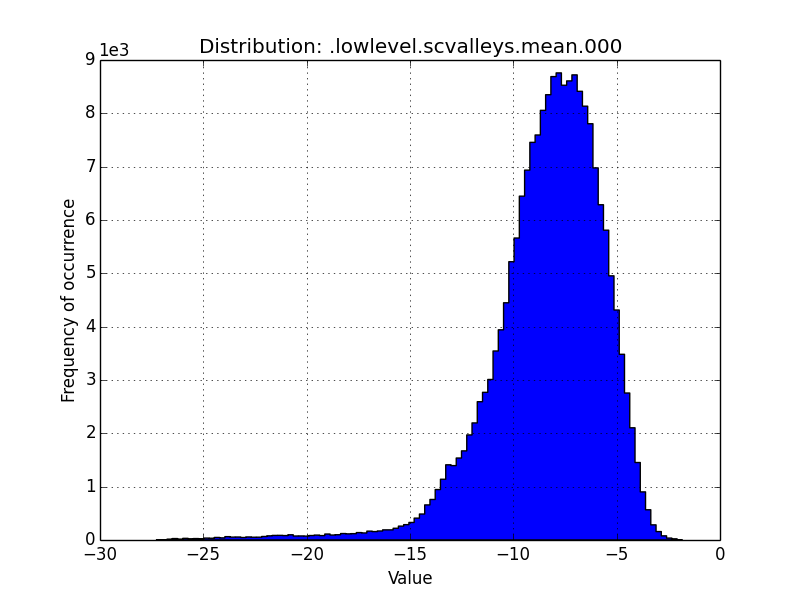 Distribution: .lowlevel.scvalleys.mean.000
1e3
9
8
7
6
5
4
3
2
1
0
Frequency of occurrence
−30 −25 −20 −15 −10 −5 0
Value